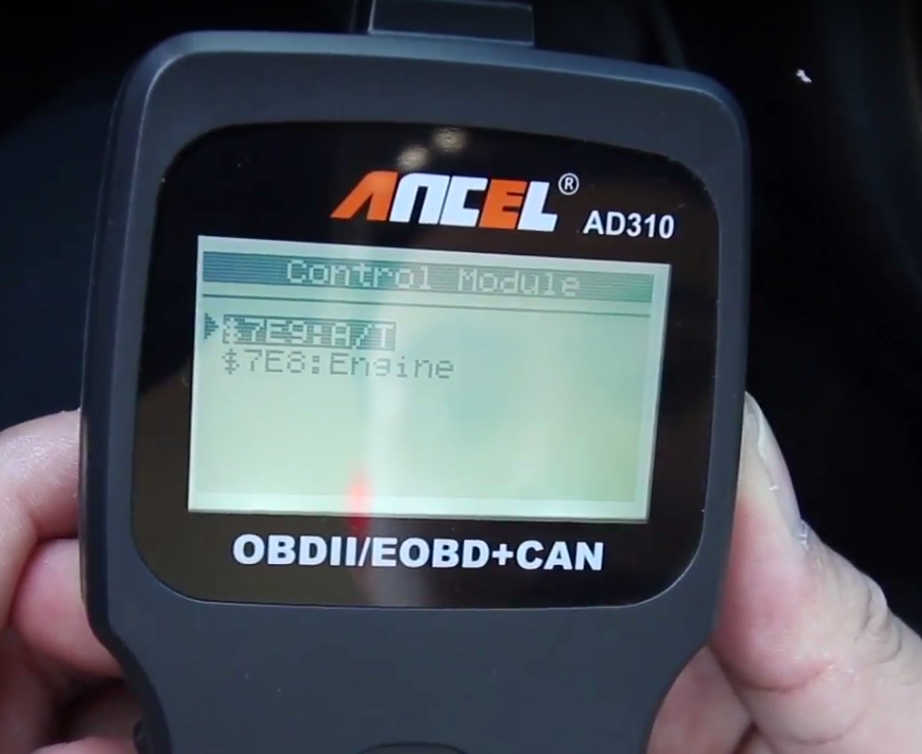 ANCEL®
AD310
Control Module
$7E9:A/T
$7E8:Engine
OBDII/EOBD+CAN